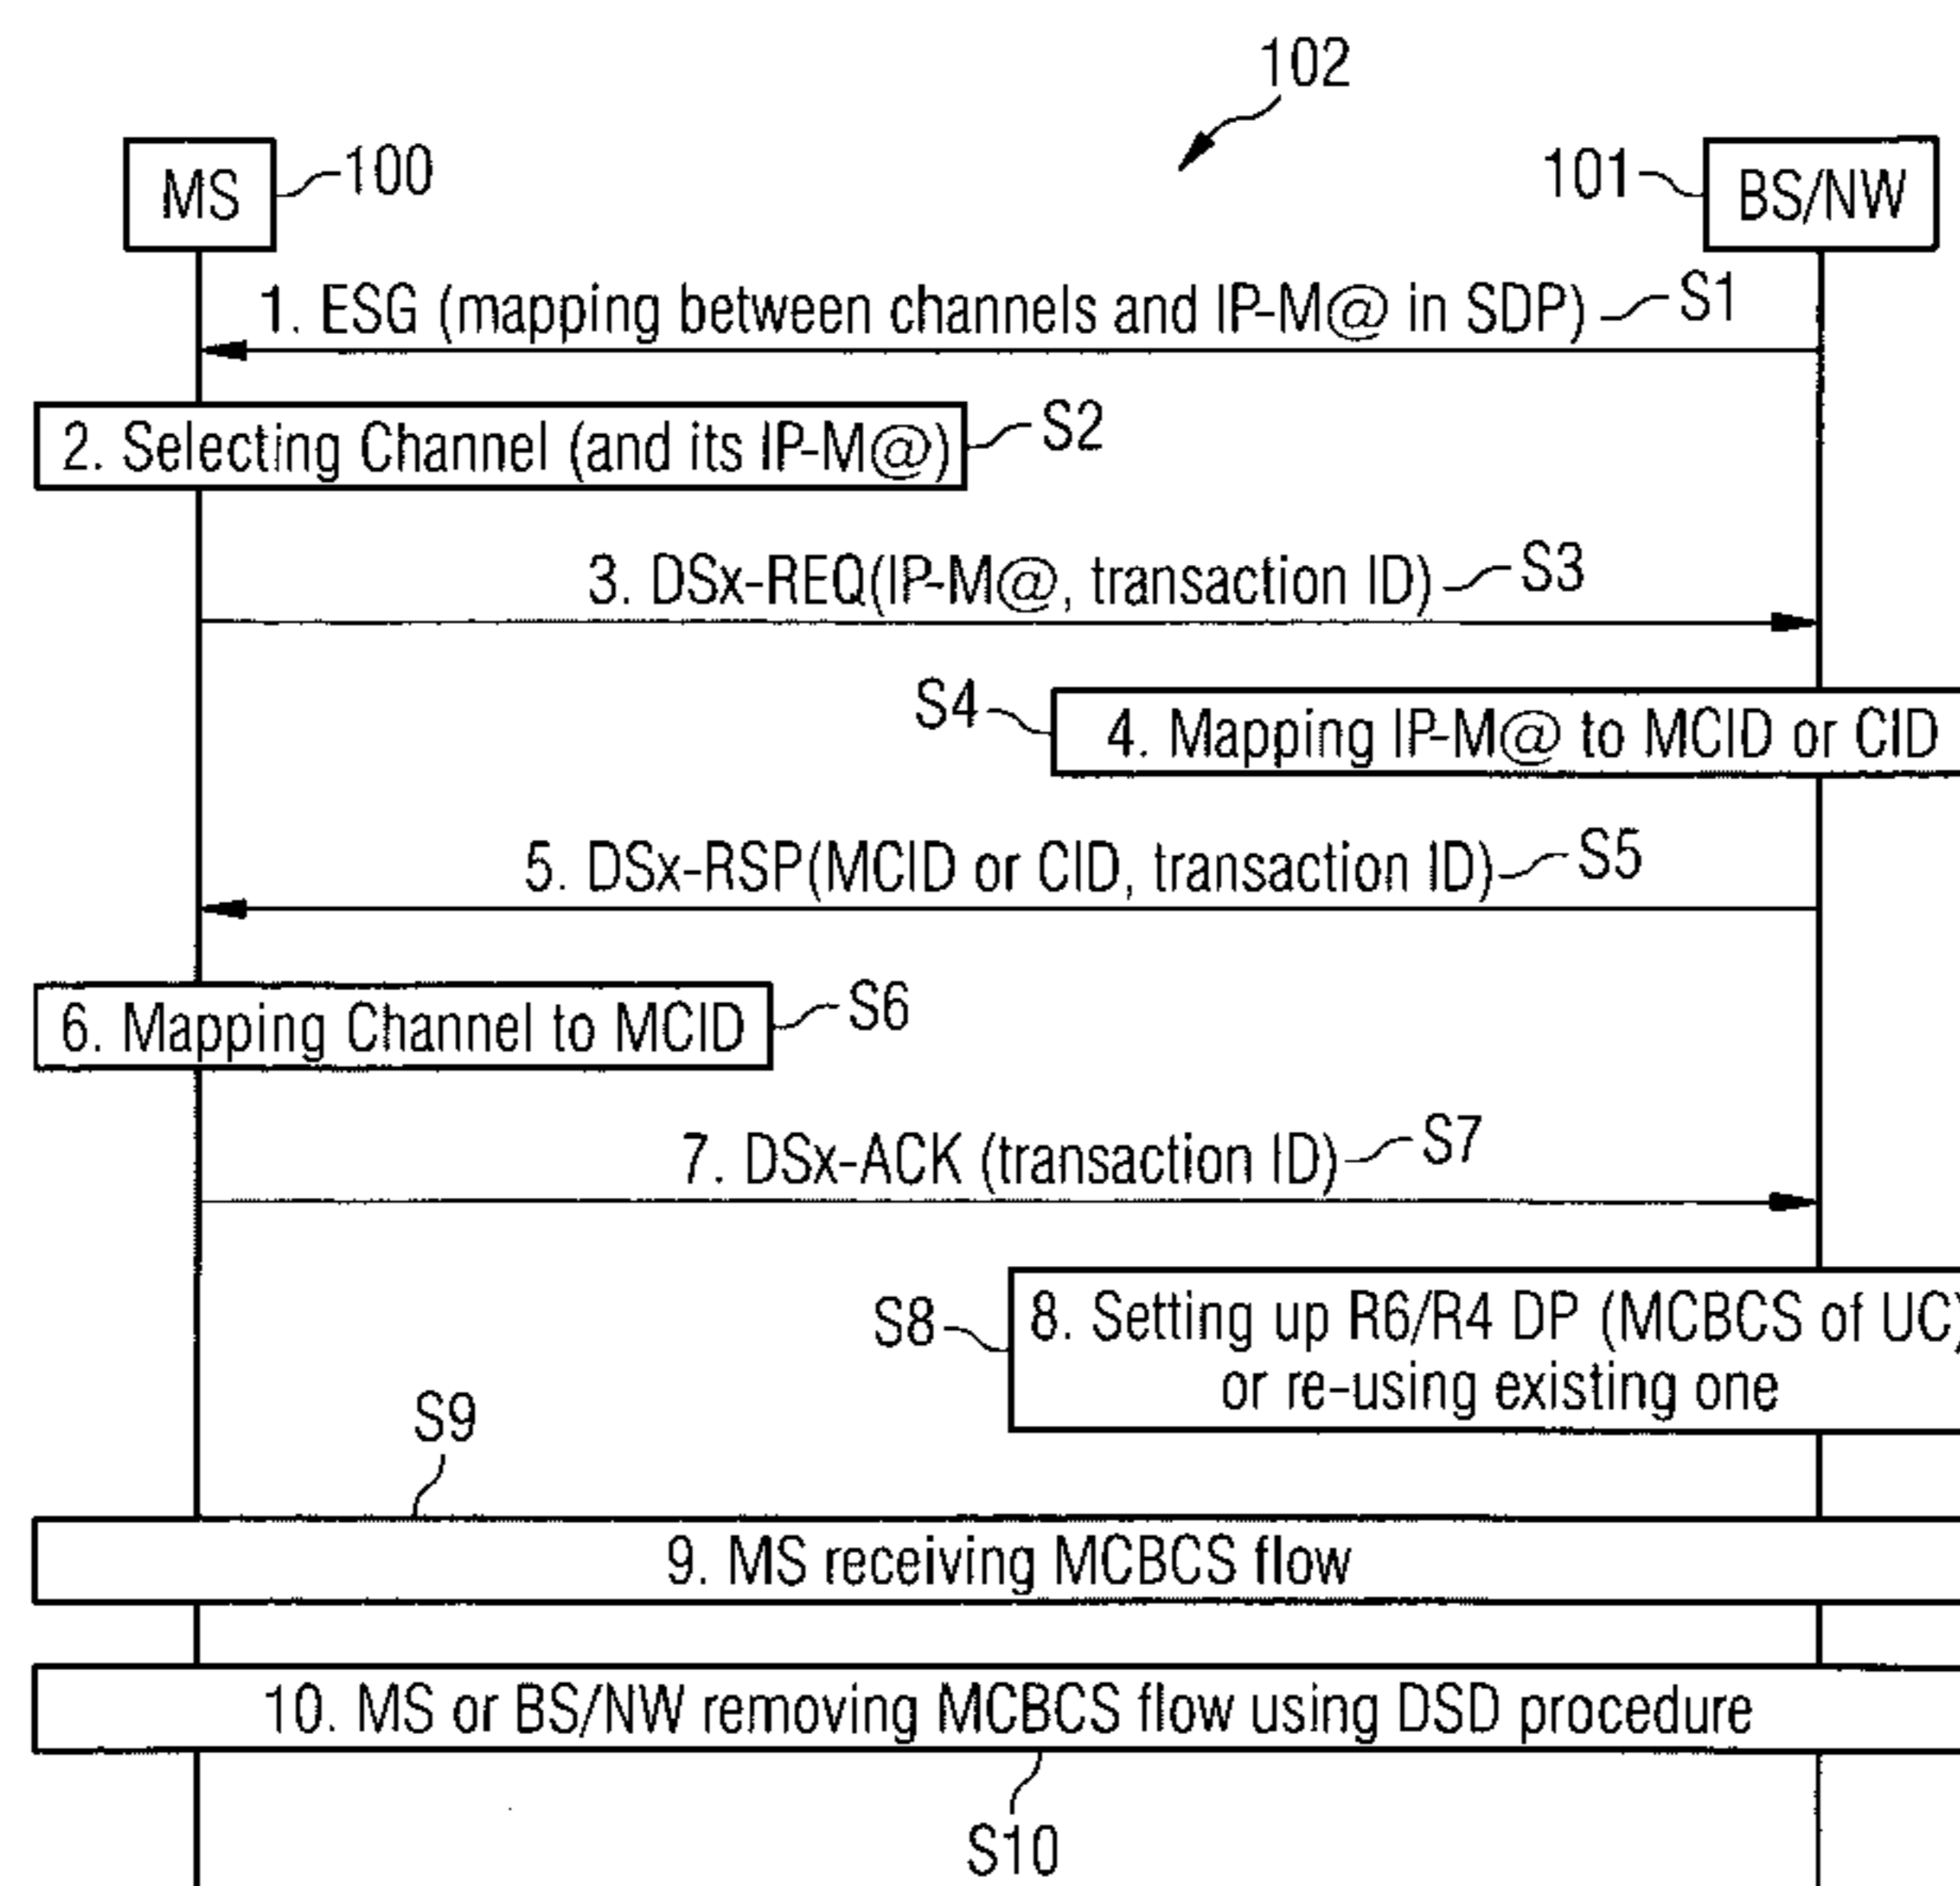 102
MS
100
101
BS/NW
1. ESG (mapping between channels and IP-M@ in SDP)
S1
2. Selecting Channel (and its IP-M@)
S2
3. DSx-REQ(IP-M@, transaction ID)
S3
S4
4. Mapping IP-M@ to MCID or CID
5. DSx-RSP(MCID or CID, transaction ID)
S5
6. Mapping Channel to MCID
S6
7. DSx-ACK (transaction ID)
S7
S8
8. Setting up R6/R4 DP (MCBCS of UC)
or re-using existing one
S9
9. MS receiving MCBCS flow
10. MS or BS/NW removing MCBCS flow using DSD procedure
S10